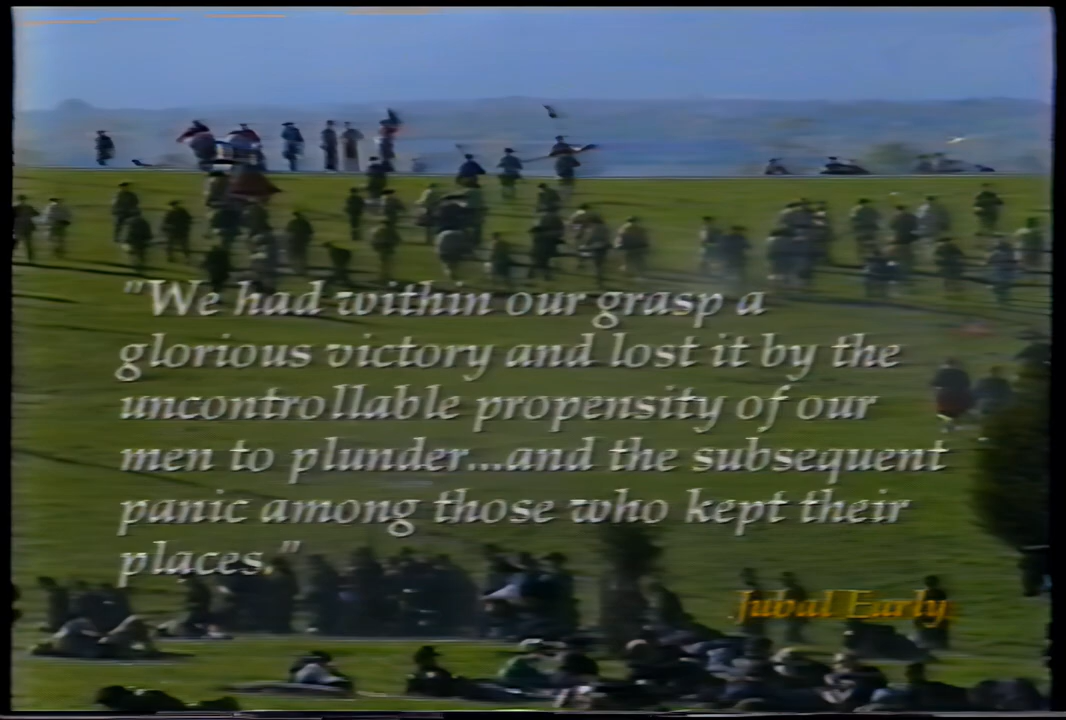 "We had within our grasp a
glorious victory and lost it by the
uncontrollable propensity of our
men to plunder...and the subsequent
panic among those who kept their
places."
Jubal Early